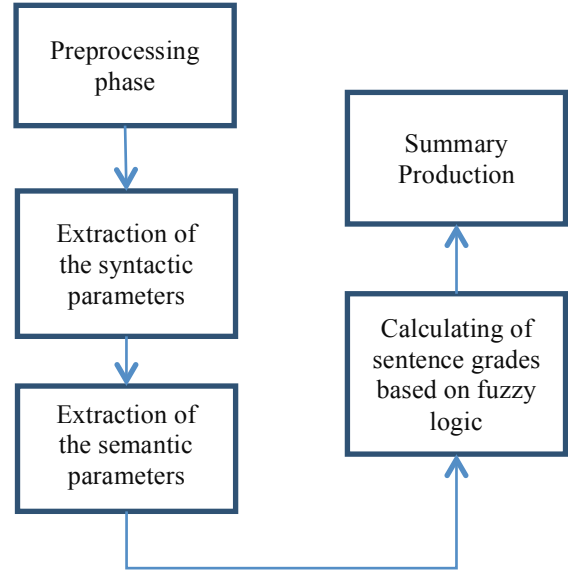 Preprocessing
phase
Extraction of
the syntactic
parameters
Extraction of
the semantic
parameters
Calculating of
sentence grades
based on fuzzy
logic
Summary
Production